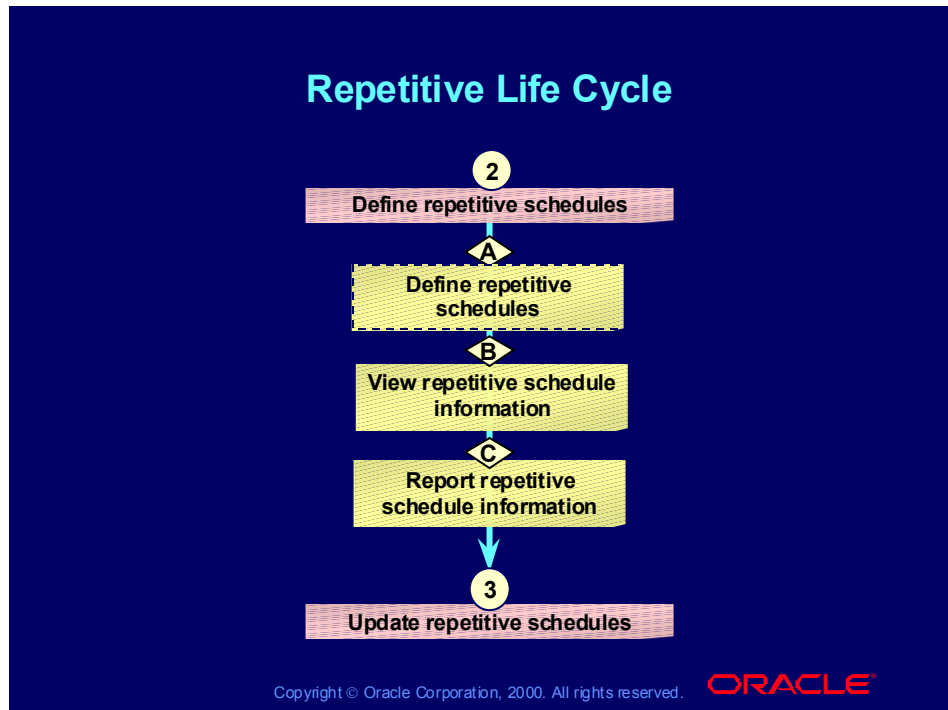 Repetitive Life Cycle
2
Define repetitive schedules
A
Define repetitive
schedules
B
View repetitive schedule
information
C
Report repetitive
schedule information
3
Update repetitive schedules
Copyright © Oracle Corporation, 2000. All rights reserved.
ORACLE®